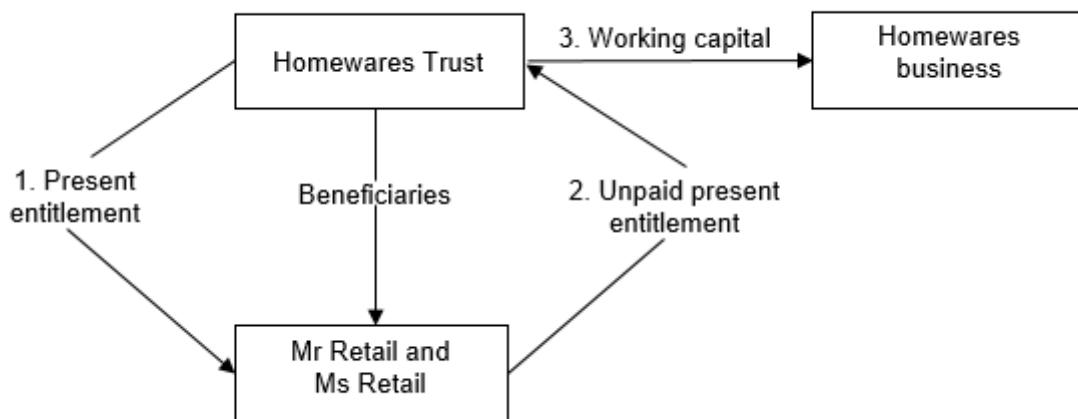 Homewares Trust
3. Working capital
Homewares
business
1. Present
entitlement
Beneficiaries
2. Unpaid present
entitlement
Mr Retail and
Ms Retail